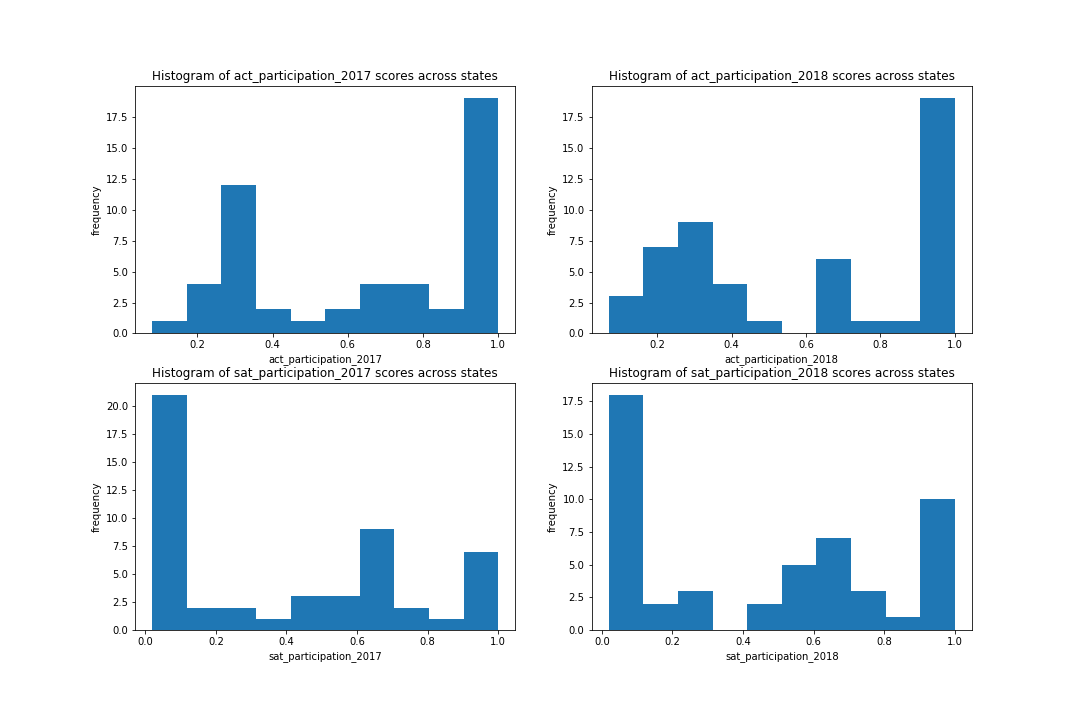 Histogram of act_participation_2017 scores across states
frequency
17.5
15.0
12.5
10.0
7.5
5.0
2.5
0.0
0.2 0.4 0.6 0.8 1.0
act_participation_2017
Histogram of act_participation_2018 scores across states
frequency
17.5
15.0
12.5
10.0
7.5
5.0
2.5
0.0
0.2 0.4 0.6 0.8 1.0
act_participation_2018
Histogram of sat_participation_2017 scores across states
frequency
20.0
17.5
15.0
12.5
10.0
7.5
5.0
2.5
0.0
0.0 0.2 0.4 0.6 0.8 1.0
sat_participation_2017
Histogram of sat_participation_2018 scores across states
frequency
17.5
15.0
12.5
10.0
7.5
5.0
2.5
0.0
0.0 0.2 0.4 0.6 0.8 1.0
sat_participation_2018